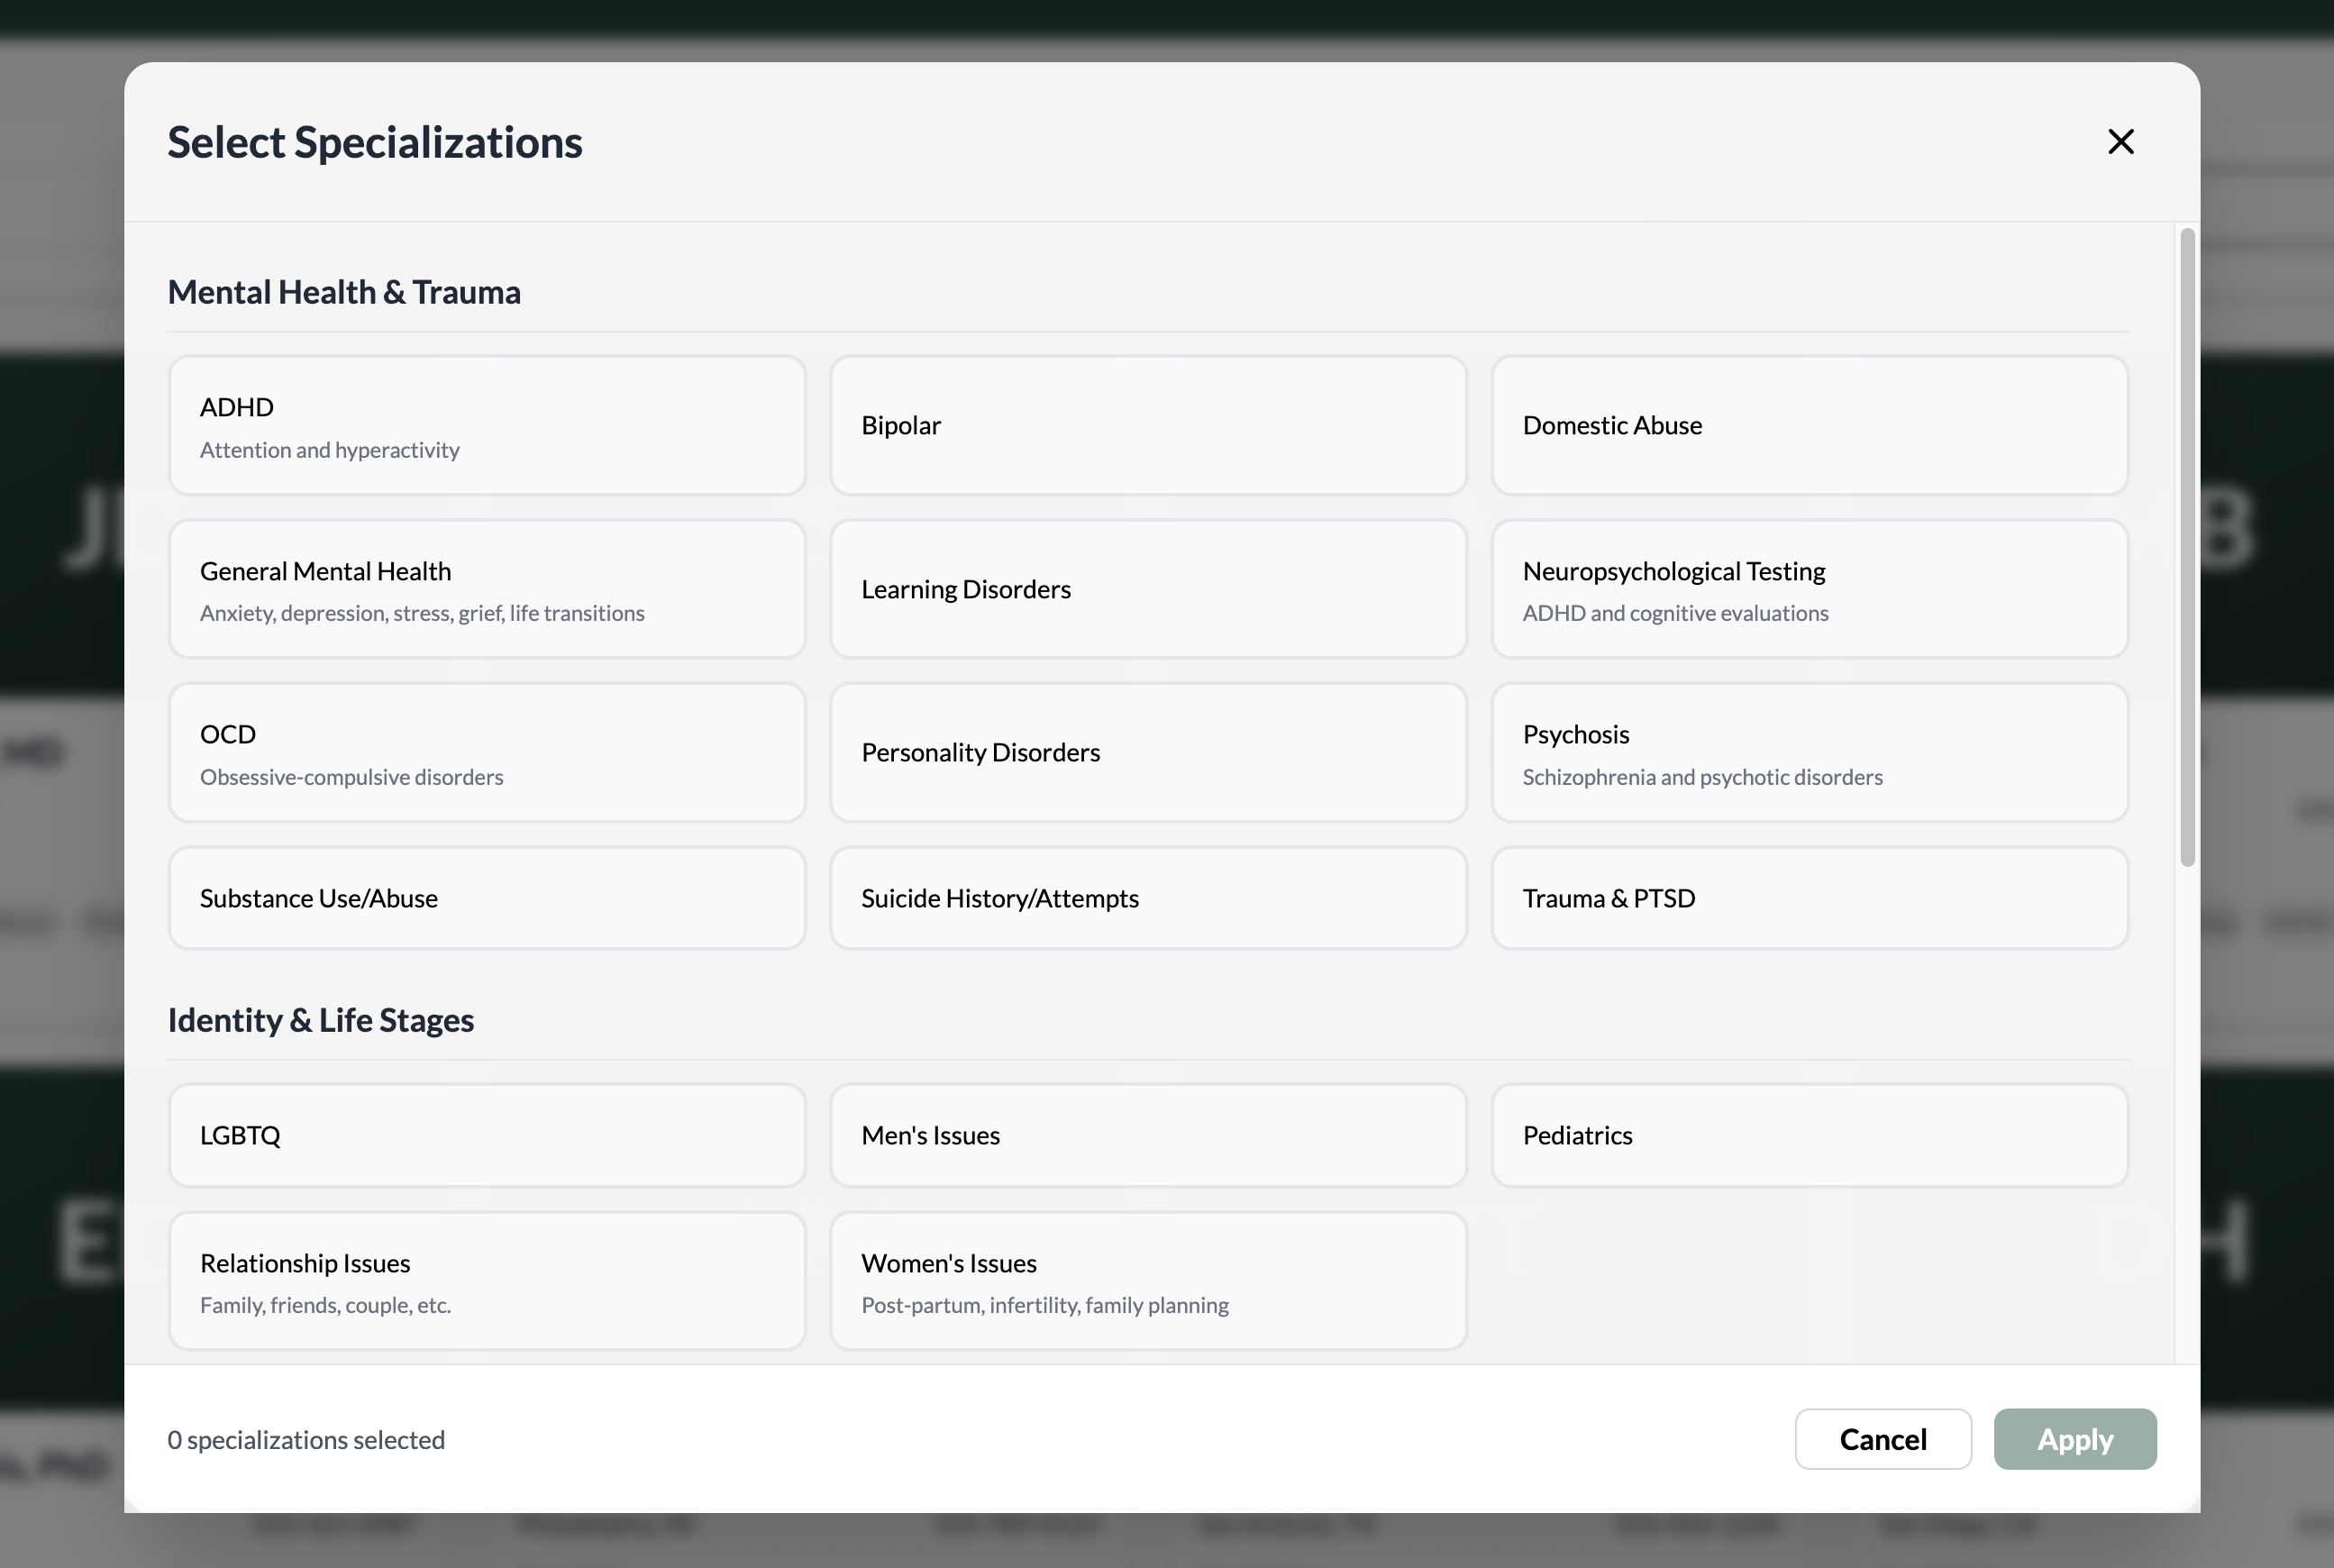 Select Specializations
Mental Health & Trauma
ADHD
Attention and hyperactivity
Bipolar
Domestic Abuse
General Mental Health
Anxiety, depression, stress, grief, life transitions
Learning Disorders
Neuropsychological Testing
ADHD and cognitive evaluations
OCD
Obsessive-compulsive disorders
Personality Disorders
Psychosis
Schizophrenia and psychotic disorders
Substance Use/Abuse
Suicide History/Attempts
Trauma & PTSD
Identity & Life Stages
LGBTQ
Men's Issues
Pediatrics
Relationship Issues
Family, friends, couple, etc.
Women's Issues
Post-partum, infertility, family planning
0 specializations selected
Cancel
Apply
MD
PhD